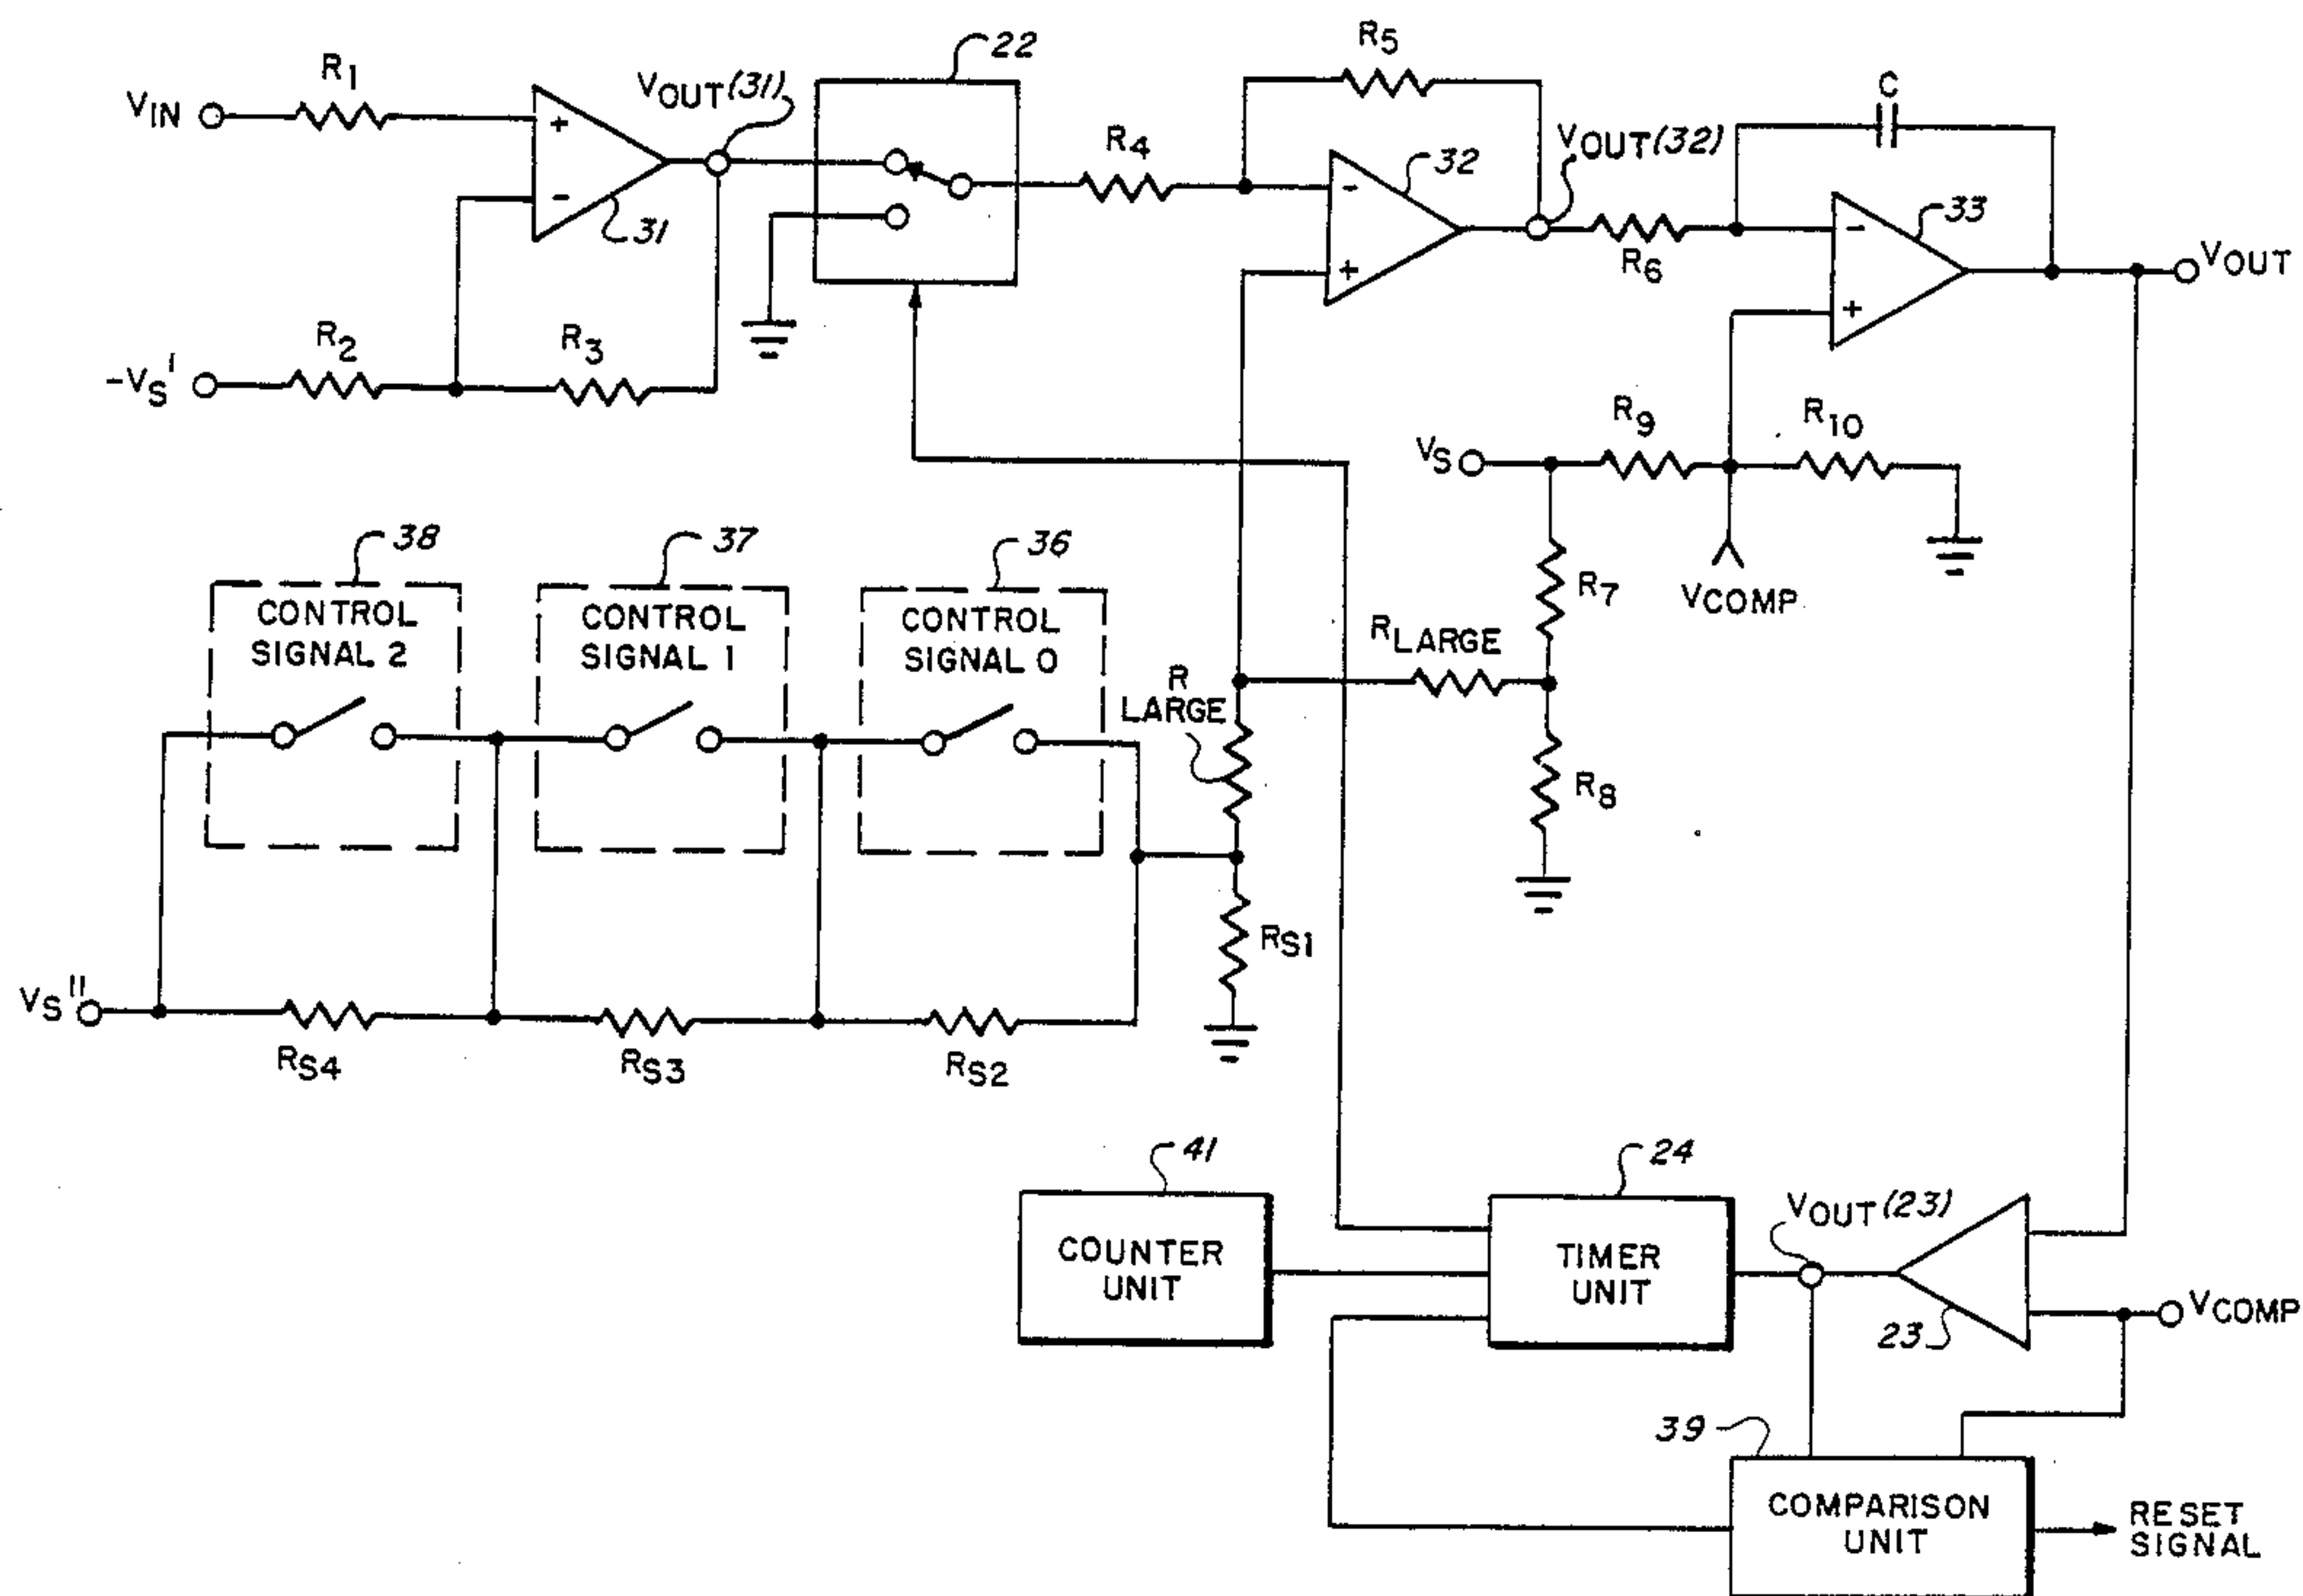 22
R5
R1
VOUT(31)
VIN
+
-
31
R4
C
VOUT(32)
32
-
+
33
-
+
R6
VOUT
R2
R3
-VS'
R9
R10
VS
VCOMP
R7
38
37
36
CONTROL
SIGNAL 2
CONTROL
SIGNAL 1
CONTROL
SIGNAL 0
RLARGE
R
LARGE
R8
RS1
VS"
RS4
RS3
RS2
41
24
VOUT(23)
COUNTER
UNIT
TIMER
UNIT
23
VCOMP
39
COMPARISON
UNIT
RESET
SIGNAL